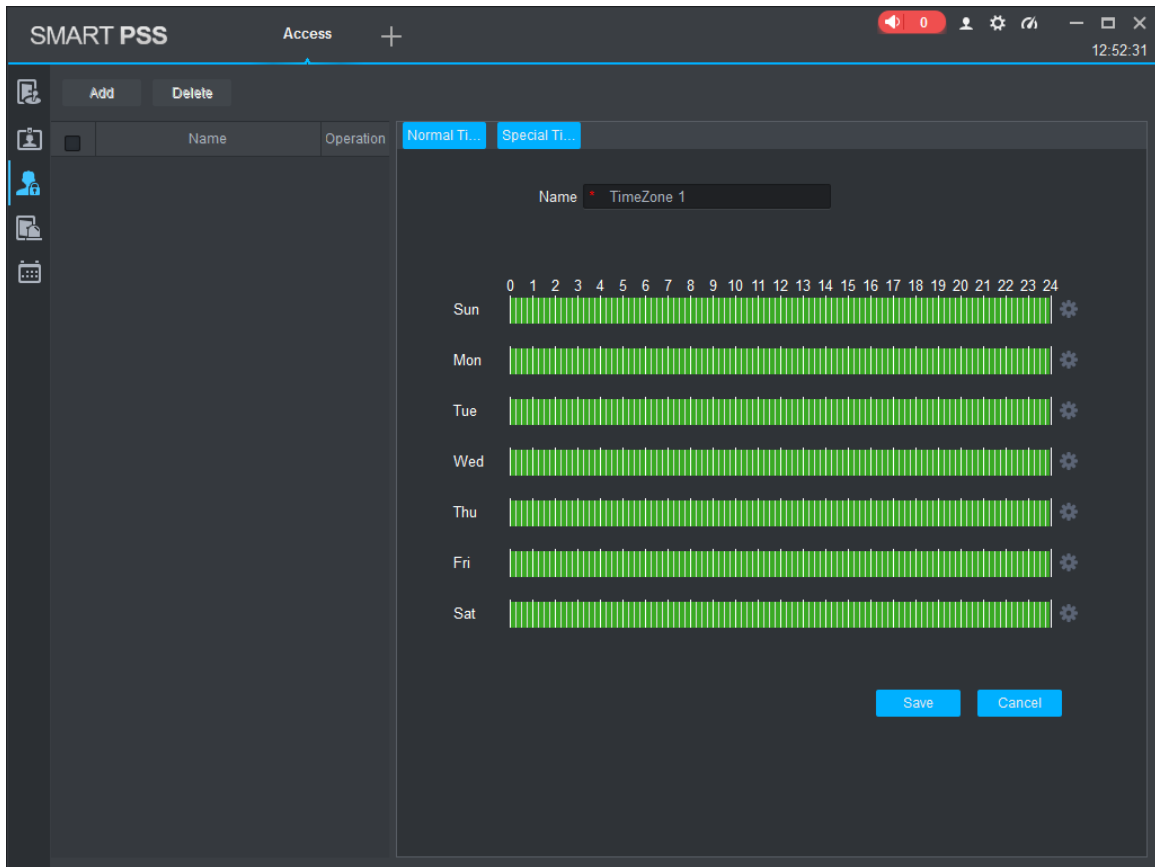 SMART PSS
Access
0
12:52:31
Add Delete
Name Operation
Normal Ti... Special Ti...
Name * TimeZone 1
0 1 2 3 4 5 6 7 8 9 10 11 12 13 14 15 16 17 18 19 20 21 22 23 24
Sun
Mon
Tue
Wed
Thu
Fri
Sat
Save Cancel